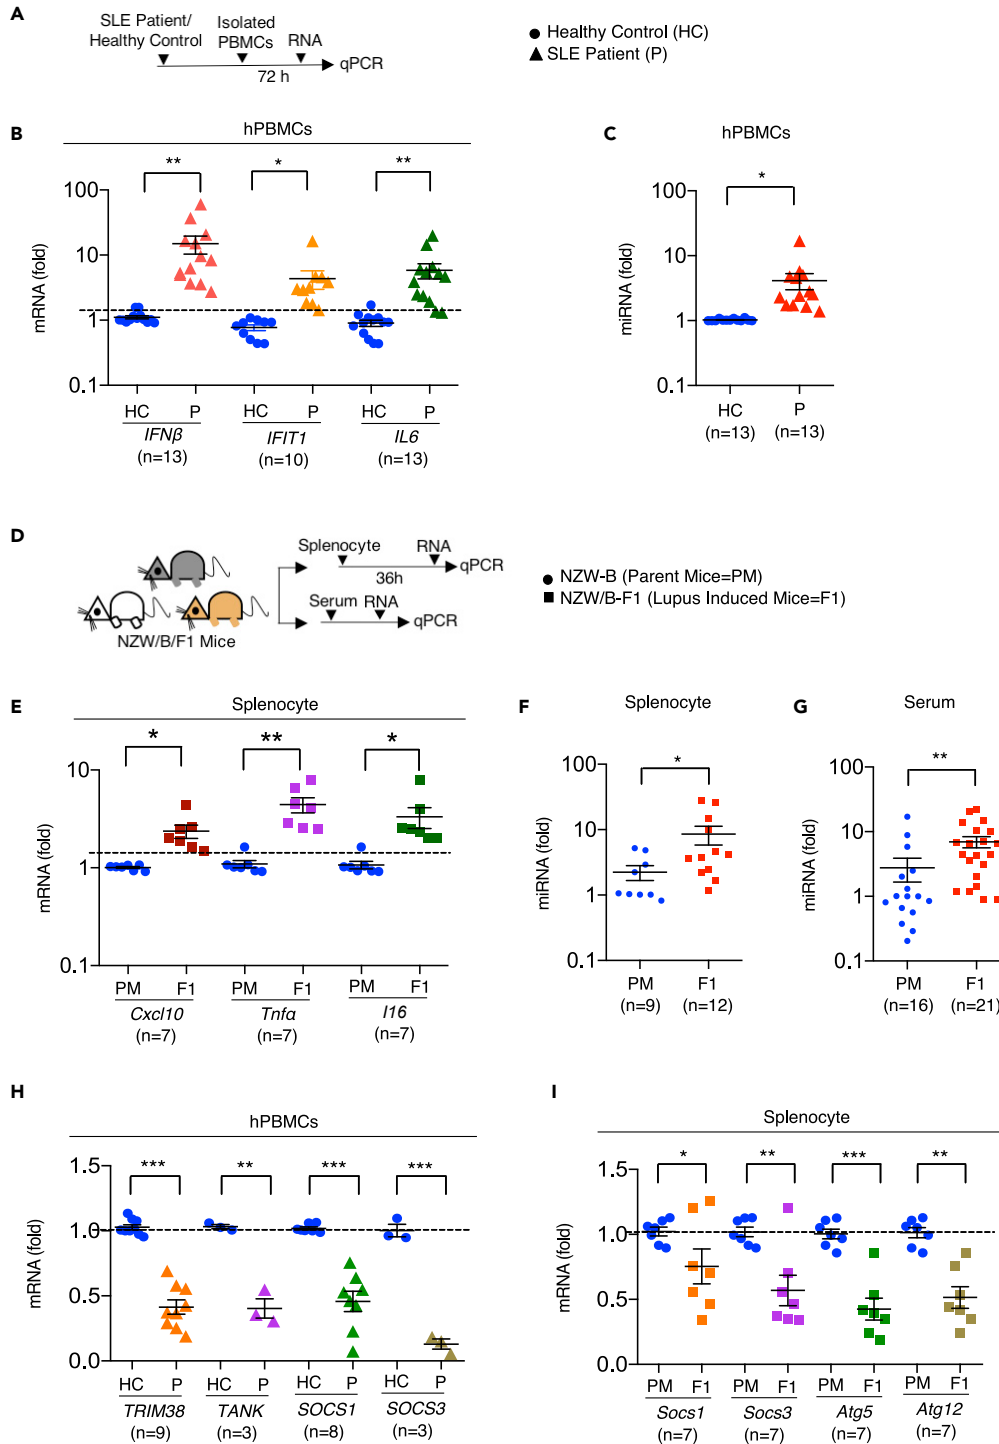 A
SLE Patient/
Healthy Control
Isolated
PBMCs
RNA
qPCR
72 h
Healthy Control (HC)
SLE Patient (P)
B
hPBMCs
** * **
mRNA (fold)
100
10
1
0.1
HC P HC P HC P
IFNβ IFIT1 IL6
(n=13) (n=10) (n=13)
C
hPBMCs
*
miRNA (fold)
100
10
1
0.1
HC P
(n=13) (n=13)
D
NZW/B/F1 Mice
Splenocyte RNA
qPCR
36h
Serum RNA
qPCR
NZW-B (Parent Mice=PM)
NZW/B-F1 (Lupus Induced Mice=F1)
E
Splenocyte
* ** *
mRNA (fold)
10
1
0.1
PM F1 PM F1 PM F1
Cxcl10 Tnfα Il16
(n=7) (n=7) (n=7)
F
Splenocyte
*
miRNA (fold)
100
10
1
0.1
PM F1
(n=9) (n=12)
G
Serum
**
miRNA (fold)
100
10
1
0.1
PM F1
(n=16) (n=21)
H
hPBMCs
*** ** *** ***
mRNA (fold)
1.5
1.0
0.5
0.0
HC P HC P HC P HC P
TRIM38 TANK SOCS1 SOCS3
(n=9) (n=3) (n=8) (n=3)
I
Splenocyte
* ** *** **
mRNA (fold)
1.5
1.0
0.5
0.0
PM F1 PM F1 PM F1 PM F1
Socs1 Socs3 Atg5 Atg12
(n=7) (n=7) (n=7) (n=7)